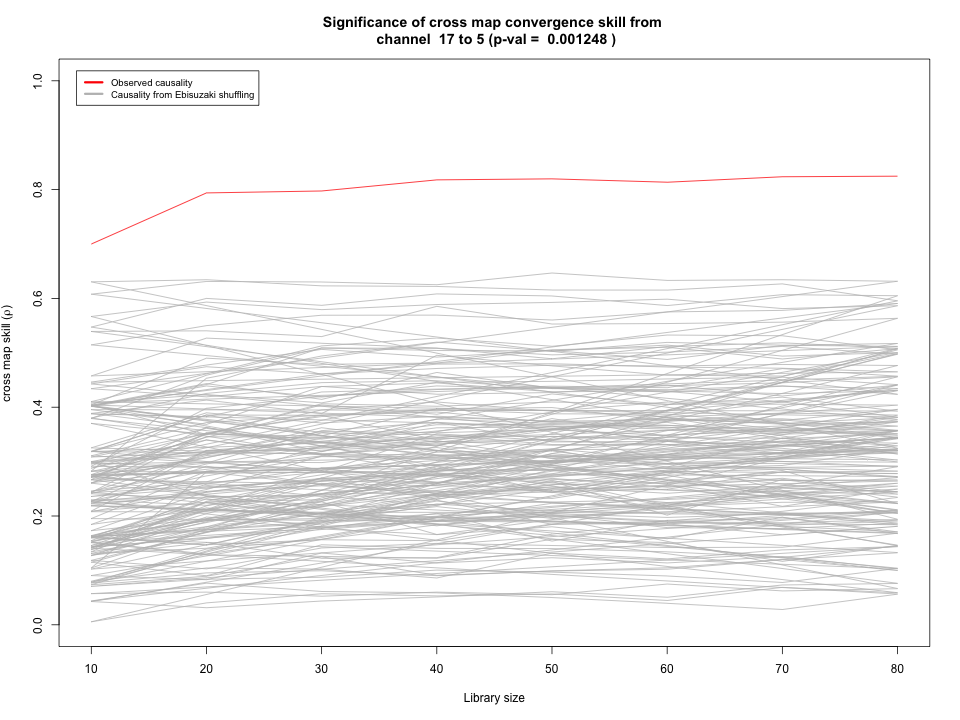 Significance of cross map convergence skill from
channel 17 to 5 (p-val = 0.001248 )
Observed causality
Causality from Ebisuzaki shuffling
cross map skill (ρ)
1.0
0.8
0.6
0.4
0.2
0.0
10 20 30 40 50 60 70 80
Library size